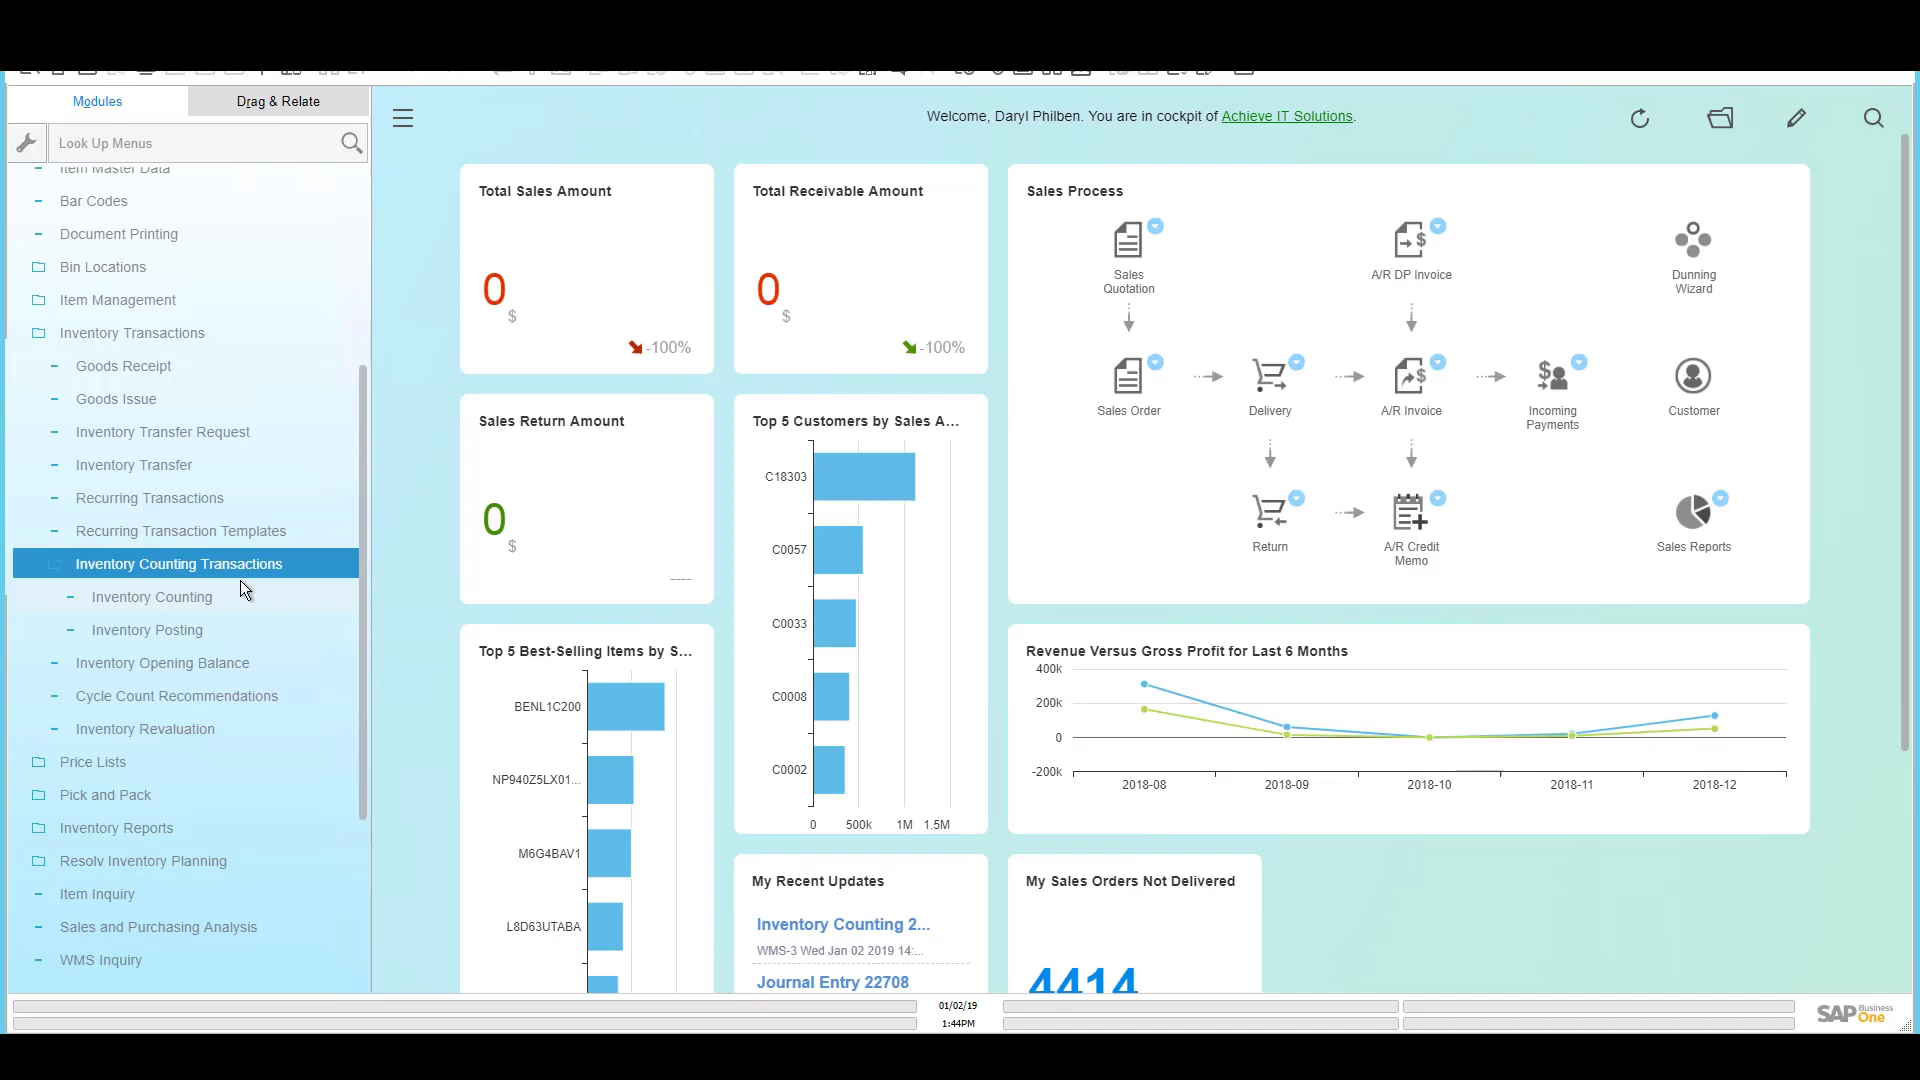 Modules
Drag & Relate
Look Up Menus
Item Master Data
Bar Codes
Document Printing
Bin Locations
Item Management
Inventory Transactions
Goods Receipt
Goods Issue
Inventory Transfer Request
Inventory Transfer
Recurring Transactions
Recurring Transaction Templates
Inventory Counting Transactions
Inventory Counting
Inventory Posting
Inventory Opening Balance
Cycle Count Recommendations
Inventory Revaluation
Price Lists
Pick and Pack
Inventory Reports
Resolv Inventory Planning
Item Inquiry
Sales and Purchasing Analysis
WMS Inquiry
Welcome, Daryl Philben. You are in cockpit of Achieve IT Solutions.
Total Sales Amount
0
$
-100%
Total Receivable Amount
0
$
-100%
Sales Process
Sales
Quotation
A/R DP Invoice
Dunning
Wizard
Sales Order
Delivery
A/R Invoice
Incoming
Payments
Customer
Return
A/R Credit
Memo
Sales Reports
Sales Return Amount
0
$
----
Top 5 Customers by Sales A...
C18303
C0057
C0033
C0008
C0002
0 500k 1M 1.5M
Top 5 Best-Selling Items by S...
BENL1C200
NP940Z5LX01...
M6G4BAV1
L8D63UTABA
Revenue Versus Gross Profit for Last 6 Months
400k
200k
0
-200k
2018-08 2018-09 2018-10 2018-11 2018-12
My Recent Updates
Inventory Counting 2...
WMS-3 Wed Jan 02 2019 14:...
Journal Entry 22708
My Sales Orders Not Delivered
4414
01/02/19
1:44PM
SAP Business One